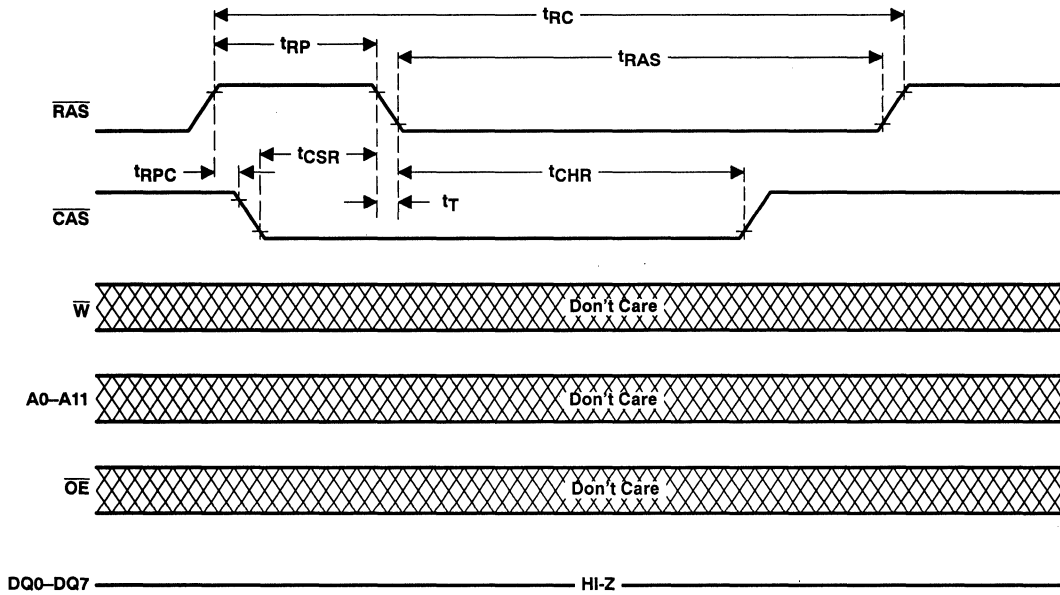 tRC
tRP
tRAS
RAS
tCSR
tRPC
tCHR
tT
CAS
W
Don't Care
A0–A11
Don't Care
OE
Don't Care
DQ0–DQ7
HI-Z